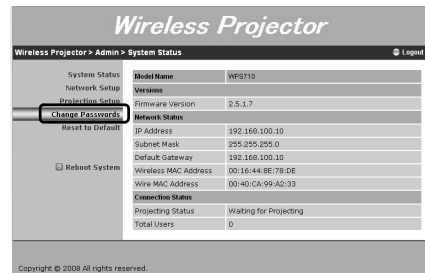 Wireless Projector
Wireless Projector > Admin > System Status
Logout
System Status
Network Setup
Projection Setup
Change Passwords
Reset to Default
Reboot System
Model Name WPS710
Versions
Firmware Version 2.5.1.7
Network Status
IP Address 192.168.100.10
Subnet Mask 255.255.255.0
Default Gateway 192.168.100.10
Wireless MAC Address 00:16:44:8E:78:DE
Wire MAC Address 00:40:CA:99:A2:33
Connection Status
Projecting Status Waiting for Projecting
Total Users 0
Copyright © 2008 All rights reserved.